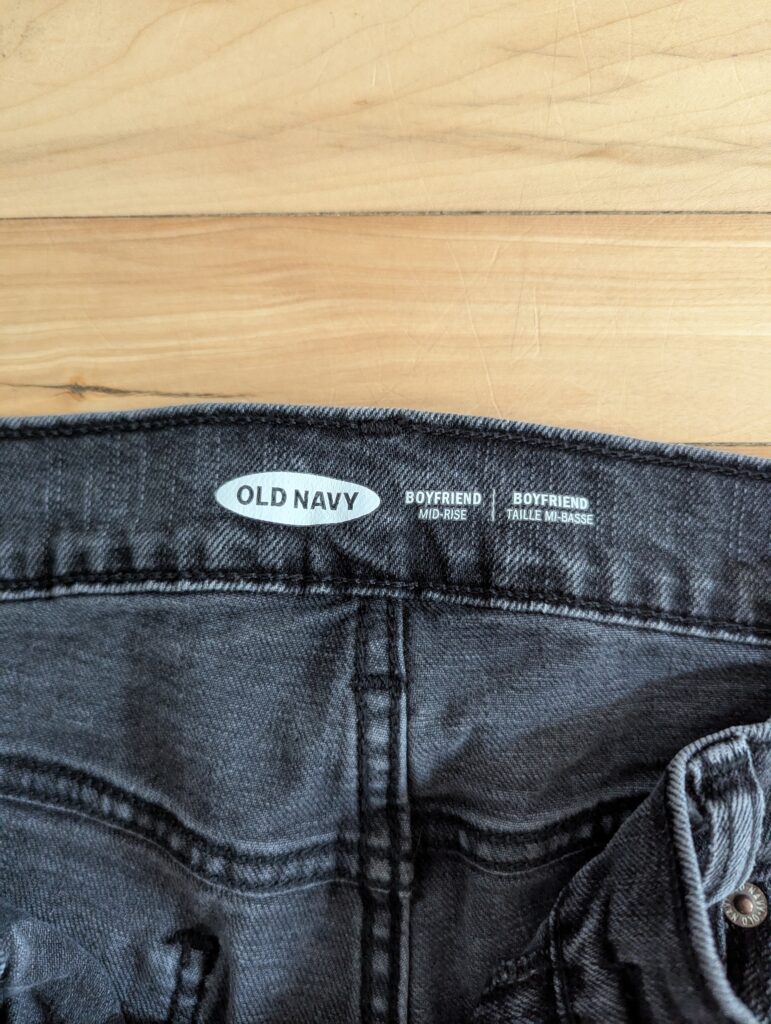 OLD NAVY
BOYFRIEND
MID-RISE
BOYFRIEND
TAILLE MI-BASSE